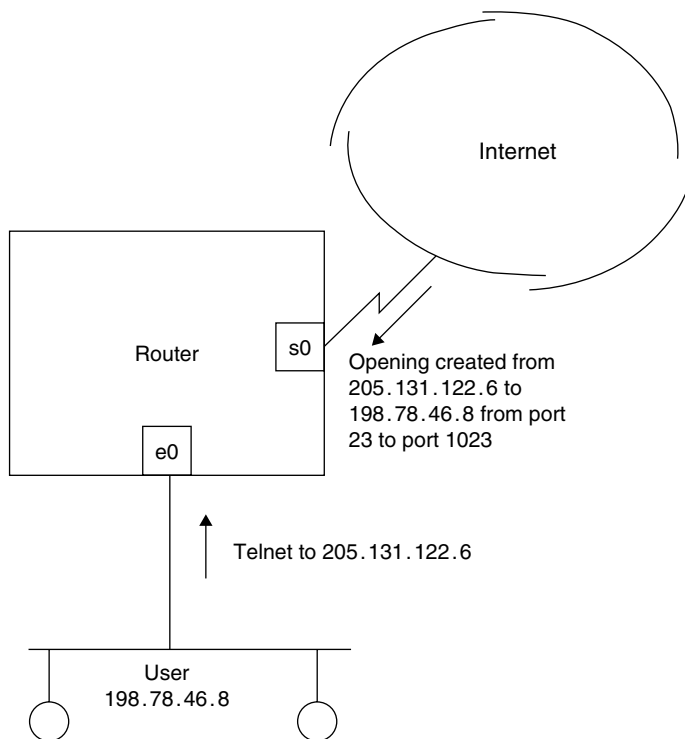 Internet
Router
s0
Opening created from
205.131.122.6 to
198.78.46.8 from port
23 to port 1023
e0
Telnet to 205.131.122.6
User
198.78.46.8